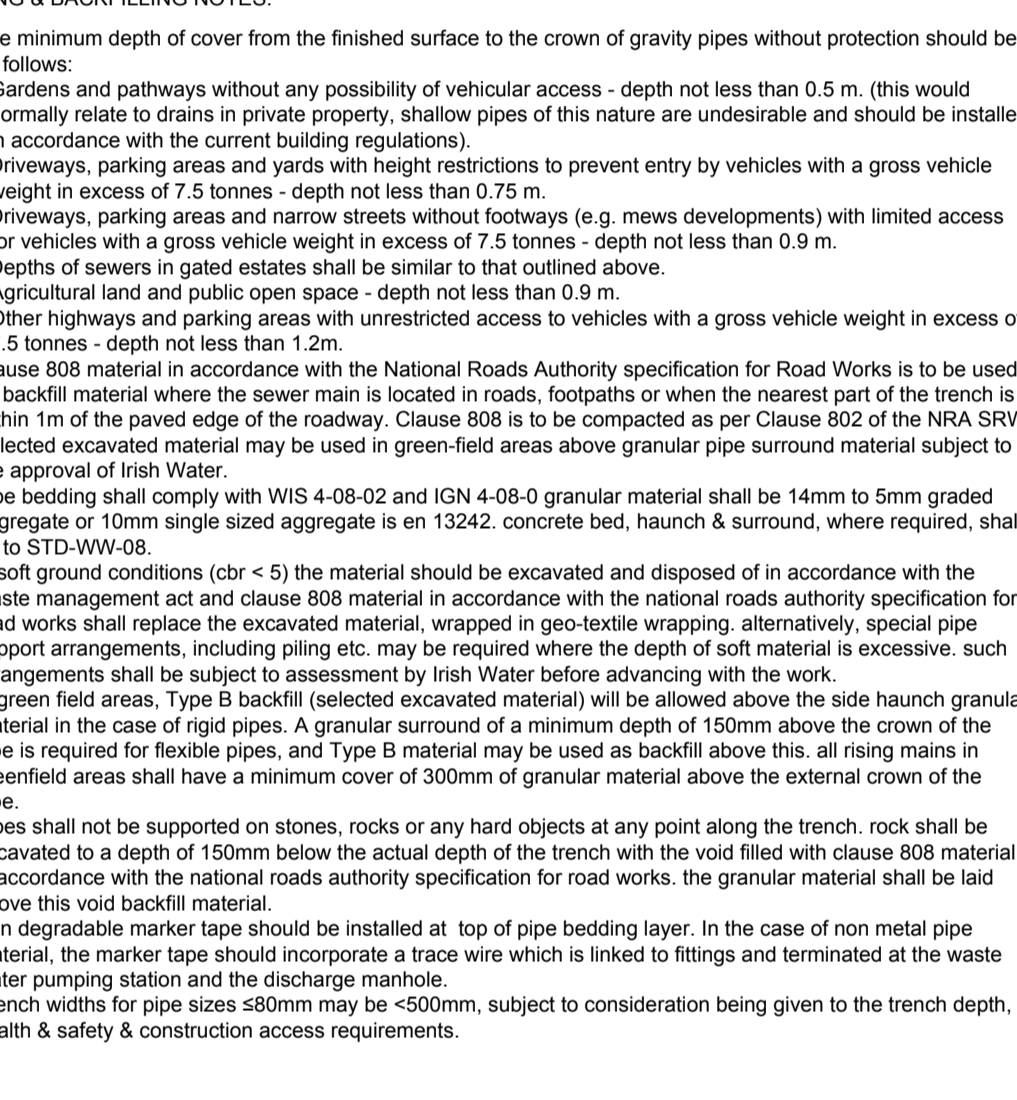 NG & BACKFILLING NOTES:
e minimum depth of cover from the finished surface to the crown of gravity pipes without protection should be
follows:
Gardens and pathways without any possibility of vehicular access - depth not less than 0.5 m. (this would
ormally relate to drains in private property, shallow pipes of this nature are undesirable and should be installe
n accordance with the current building regulations).
Driveways, parking areas and yards with height restrictions to prevent entry by vehicles with a gross vehicle
weight in excess of 7.5 tonnes - depth not less than 0.75 m.
Driveways, parking areas and narrow streets without footways (e.g. mews developments) with limited access
or vehicles with a gross vehicle weight in excess of 7.5 tonnes - depth not less than 0.9 m.
Depths of sewers in gated estates shall be similar to that outlined above.
Agricultural land and public open space - depth not less than 0.9 m.
Other highways and parking areas with unrestricted access to vehicles with a gross vehicle weight in excess o
.5 tonnes - depth not less than 1.2m.
ause 808 material in accordance with the National Roads Authority specification for Road Works is to be used
backfill material where the sewer main is located in roads, footpaths or when the nearest part of the trench is
thin 1m of the paved edge of the roadway. Clause 808 is to be compacted as per Clause 802 of the NRA SRW
lected excavated material may be used in green-field areas above granular pipe surround material subject to
e approval of Irish Water.
pe bedding shall comply with WIS 4-08-02 and IGN 4-08-0 granular material shall be 14mm to 5mm graded
gregate or 10mm single sized aggregate is en 13242. concrete bed, haunch & surround, where required, shal
to STD-WW-08.
soft ground conditions (cbr < 5) the material should be excavated and disposed of in accordance with the
aste management act and clause 808 material in accordance with the national roads authority specification for
ad works shall replace the excavated material, wrapped in geo-textile wrapping. alternatively, special pipe
pport arrangements, including piling etc. may be required where the depth of soft material is excessive. such
rangements shall be subject to assessment by Irish Water before advancing with the work.
green field areas, Type B backfill (selected excavated material) will be allowed above the side haunch granula
aterial in the case of rigid pipes. A granular surround of a minimum depth of 150mm above the crown of the
pe is required for flexible pipes, and Type B material may be used as backfill above this. all rising mains in
eenfield areas shall have a minimum cover of 300mm of granular material above the external crown of the
pe.
pes shall not be supported on stones, rocks or any hard objects at any point along the trench. rock shall be
cavated to a depth of 150mm below the actual depth of the trench with the void filled with clause 808 material
accordance with the national roads authority specification for road works. the granular material shall be laid
ove this void backfill material.
n degradable marker tape should be installed at  top of pipe bedding layer. In the case of non metal pipe
aterial, the marker tape should incorporate a trace wire which is linked to fittings and terminated at the waste
ater pumping station and the discharge manhole.
ench widths for pipe sizes ≤80mm may be <500mm, subject to consideration being given to the trench depth,
alth & safety & construction access requirements.